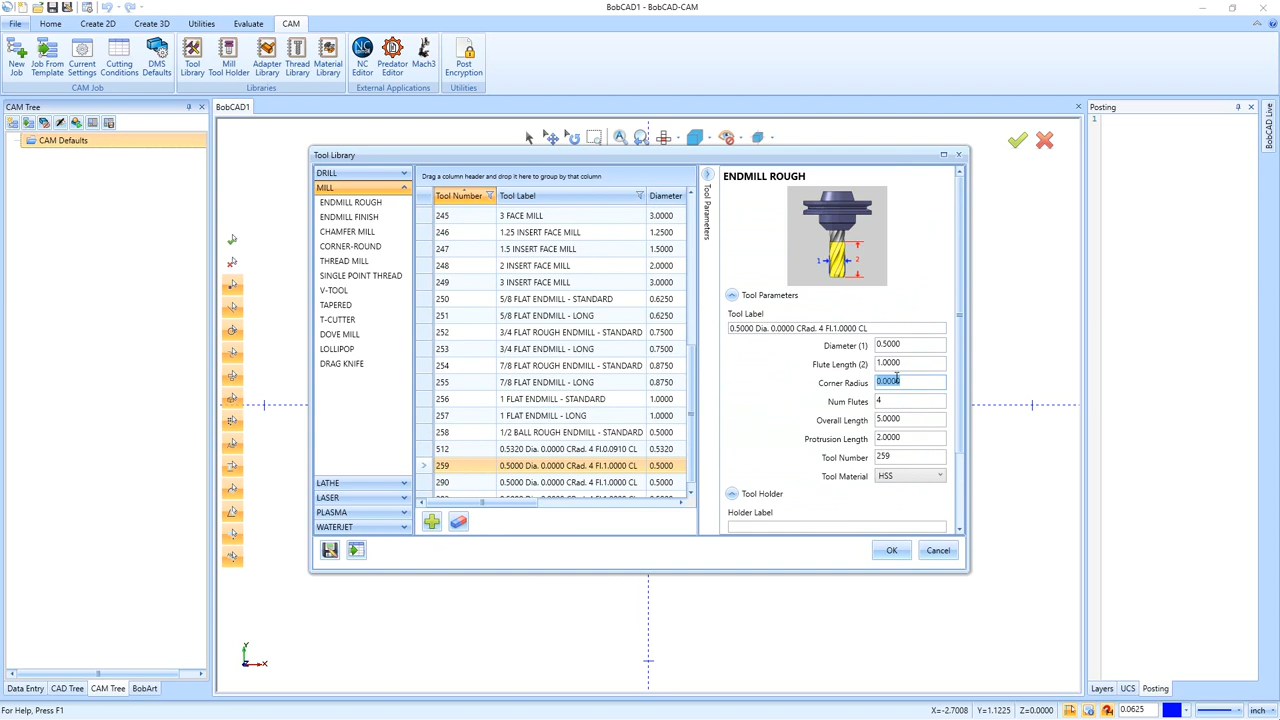 BobCAD1 - BobCAD-CAM
File Home Create 2D Create 3D Utilities Evaluate CAM
New Job Job From Template Current Settings Cutting Conditions DMS Defaults Tool Library Mill Tool Holder Adapter Library Thread Library Material Library NC Editor Predator Editor Mach3 Post Encryption
CAM Job Libraries External Applications Utilities
CAM Tree BobCAD1 Posting
CAM Defaults
1
BobCAD Live
Tool Library
DRILL
MILL
ENDMILL ROUGH
ENDMILL FINISH
CHAMFER MILL
CORNER-ROUND
THREAD MILL
SINGLE POINT THREAD
V-TOOL
TAPERED
T-CUTTER
DOVE MILL
LOLLIPOP
DRAG KNIFE
LATHE
LASER
PLASMA
WATERJET
Drag a column header and drop it here to group by that column
Tool Number Tool Label Diameter
245 3 FACE MILL 3.0000
246 1.25 INSERT FACE MILL 1.2500
247 1.5 INSERT FACE MILL 1.5000
248 2 INSERT FACE MILL 2.0000
249 3 INSERT FACE MILL 3.0000
250 5/8 FLAT ENDMILL - STANDARD 0.6250
251 5/8 FLAT ENDMILL - LONG 0.6250
252 3/4 FLAT ROUGH ENDMILL - STANDARD 0.7500
253 3/4 FLAT ENDMILL - LONG 0.7500
254 7/8 FLAT ROUGH ENDMILL - STANDARD 0.8750
255 7/8 FLAT ENDMILL - LONG 0.8750
256 1 FLAT ENDMILL - STANDARD 1.0000
257 1 FLAT ENDMILL - LONG 1.0000
258 1/2 BALL ROUGH ENDMILL - STANDARD 0.5000
512 0.5320 Dia. 0.0000 CRad. 4 Fl.0.0910 CL 0.5320
259 0.5000 Dia. 0.0000 CRad. 4 Fl.1.0000 CL 0.5000
290 0.5000 Dia. 0.0000 CRad. 4 Fl.1.0000 CL 0.5000
Tool Parameters
ENDMILL ROUGH
1 2
Tool Parameters
Tool Label
0.5000 Dia. 0.0000 CRad. 4 Fl.1.0000 CL
Diameter (1) 0.5000
Flute Length (2) 1.0000
Corner Radius 0.0000
Num Flutes 4
Overall Length 5.0000
Protrusion Length 2.0000
Tool Number 259
Tool Material HSS
Tool Holder
Holder Label
OK Cancel
Y X Z
Data Entry CAD Tree CAM Tree BobArt Layers UCS Posting
For Help, Press F1 X=-2.7008 Y=1.1225 Z=0.0000 0.0625 inch